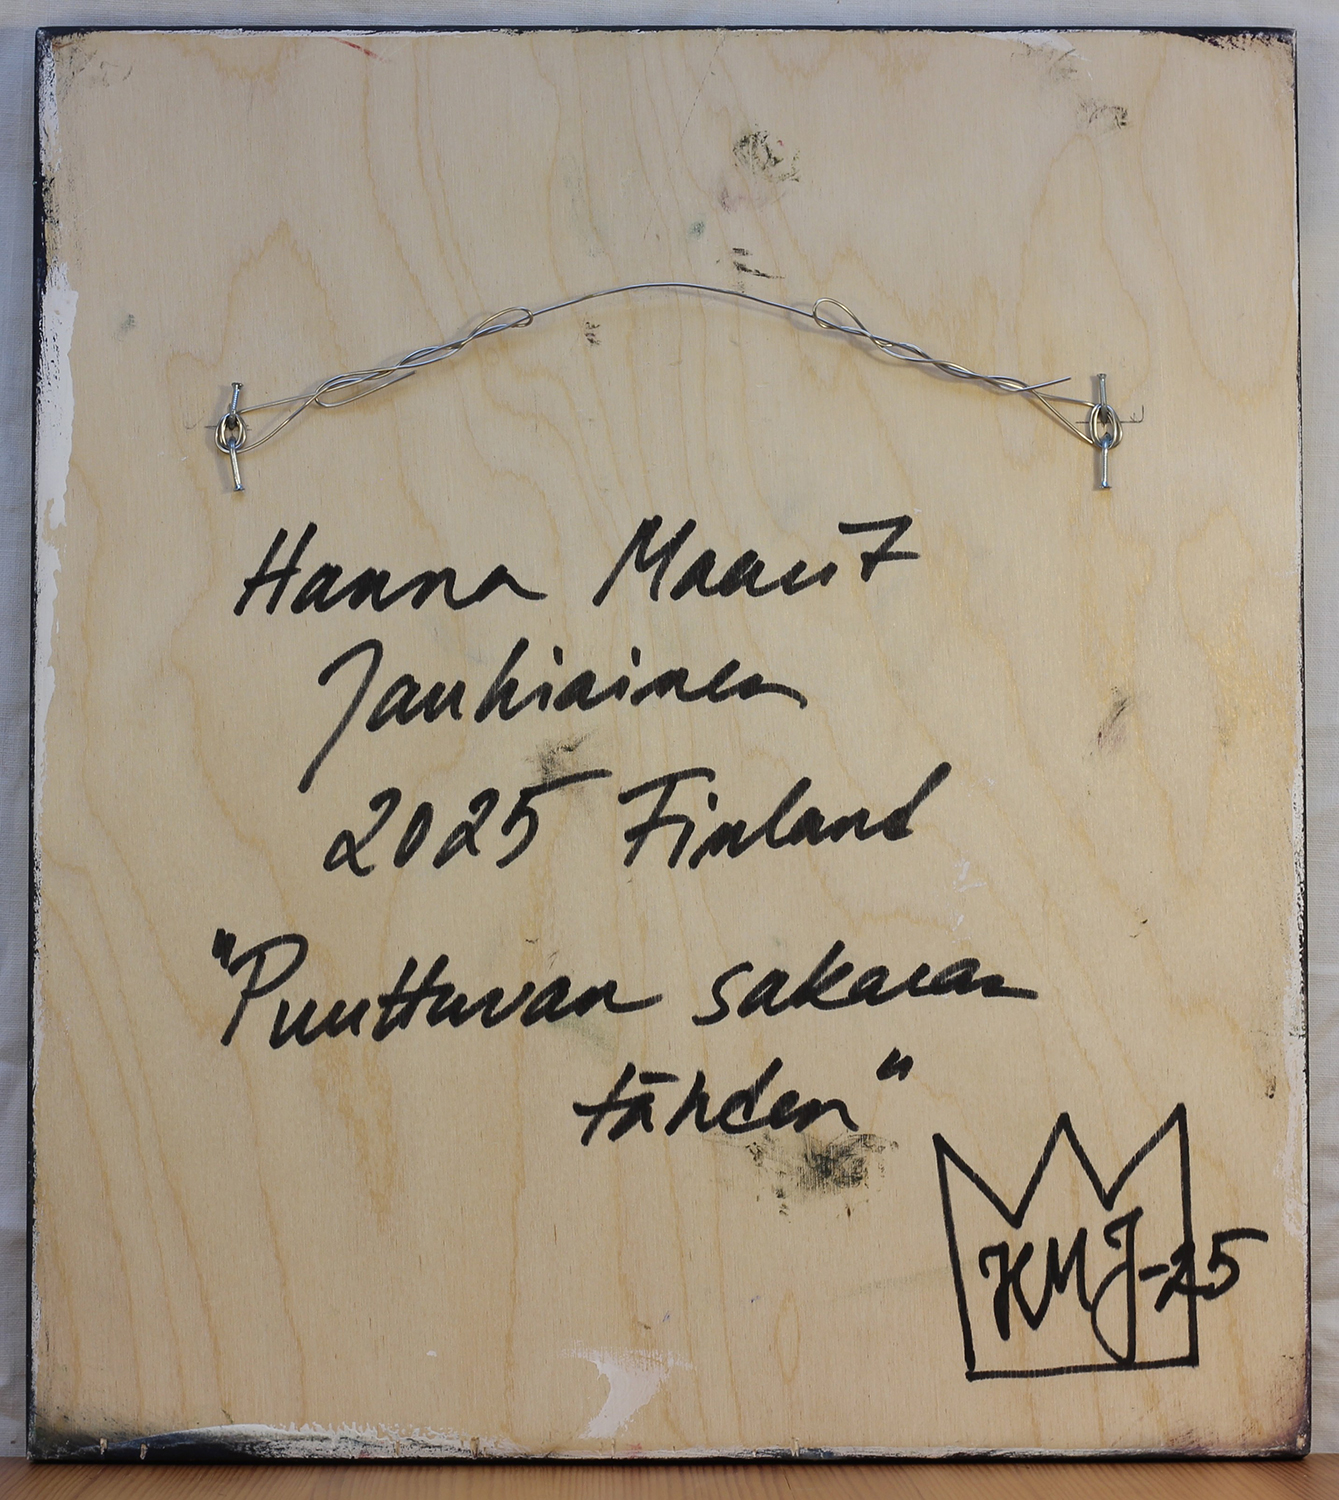 Hanna Maarit
Jauhiainen
2025 Finland
"Puuttuvan sakaran
tähden"
HMJ-25